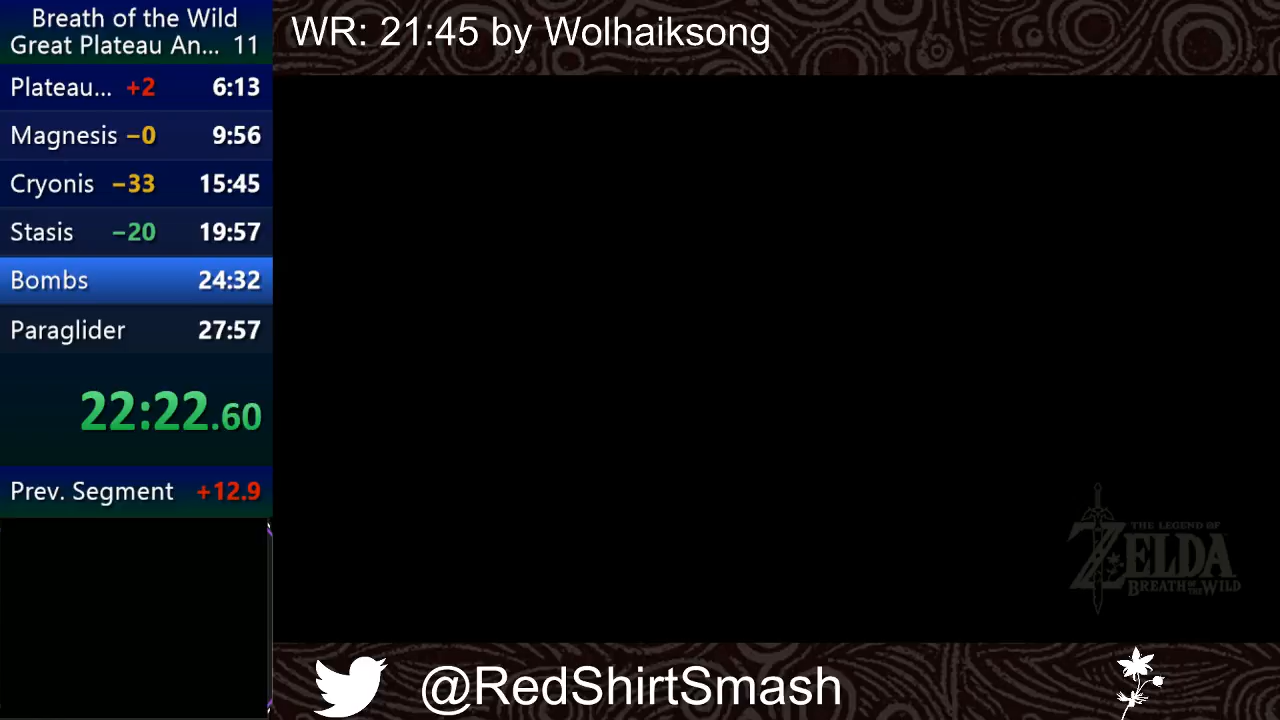 Breath of the Wild
Great Plateau An... 11
WR: 21:45 by Wolhaiksong
Plateau... +2 6:13
Magnesis −0 9:56
Cryonis −33 15:45
Stasis −20 19:57
Bombs 24:32
Paraglider 27:57
22:22.60
Prev. Segment +12.9
THE LEGEND OF
ZELDA
BREATH OF THE WILD
@RedShirtSmash